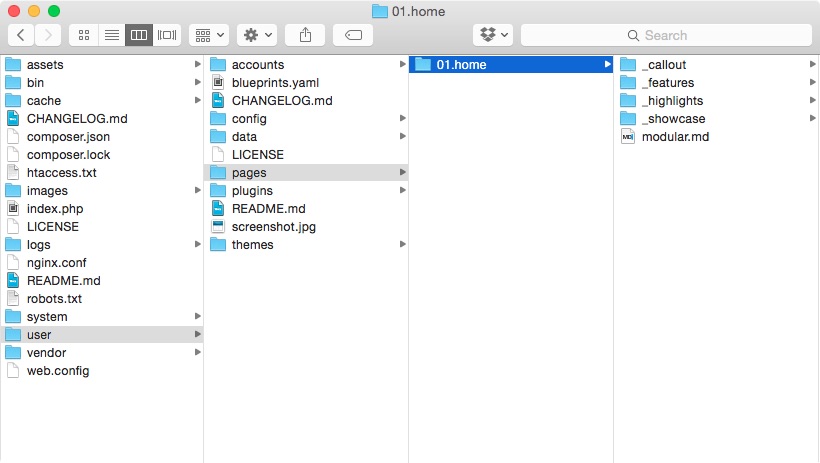 01.home
Search
assets
bin
cache
CHANGELOG.md
composer.json
composer.lock
htaccess.txt
images
index.php
LICENSE
logs
nginx.conf
README.md
robots.txt
system
user
vendor
web.config
accounts
blueprints.yaml
CHANGELOG.md
config
data
LICENSE
pages
plugins
README.md
screenshot.jpg
themes
01.home
_callout
_features
_highlights
_showcase
modular.md